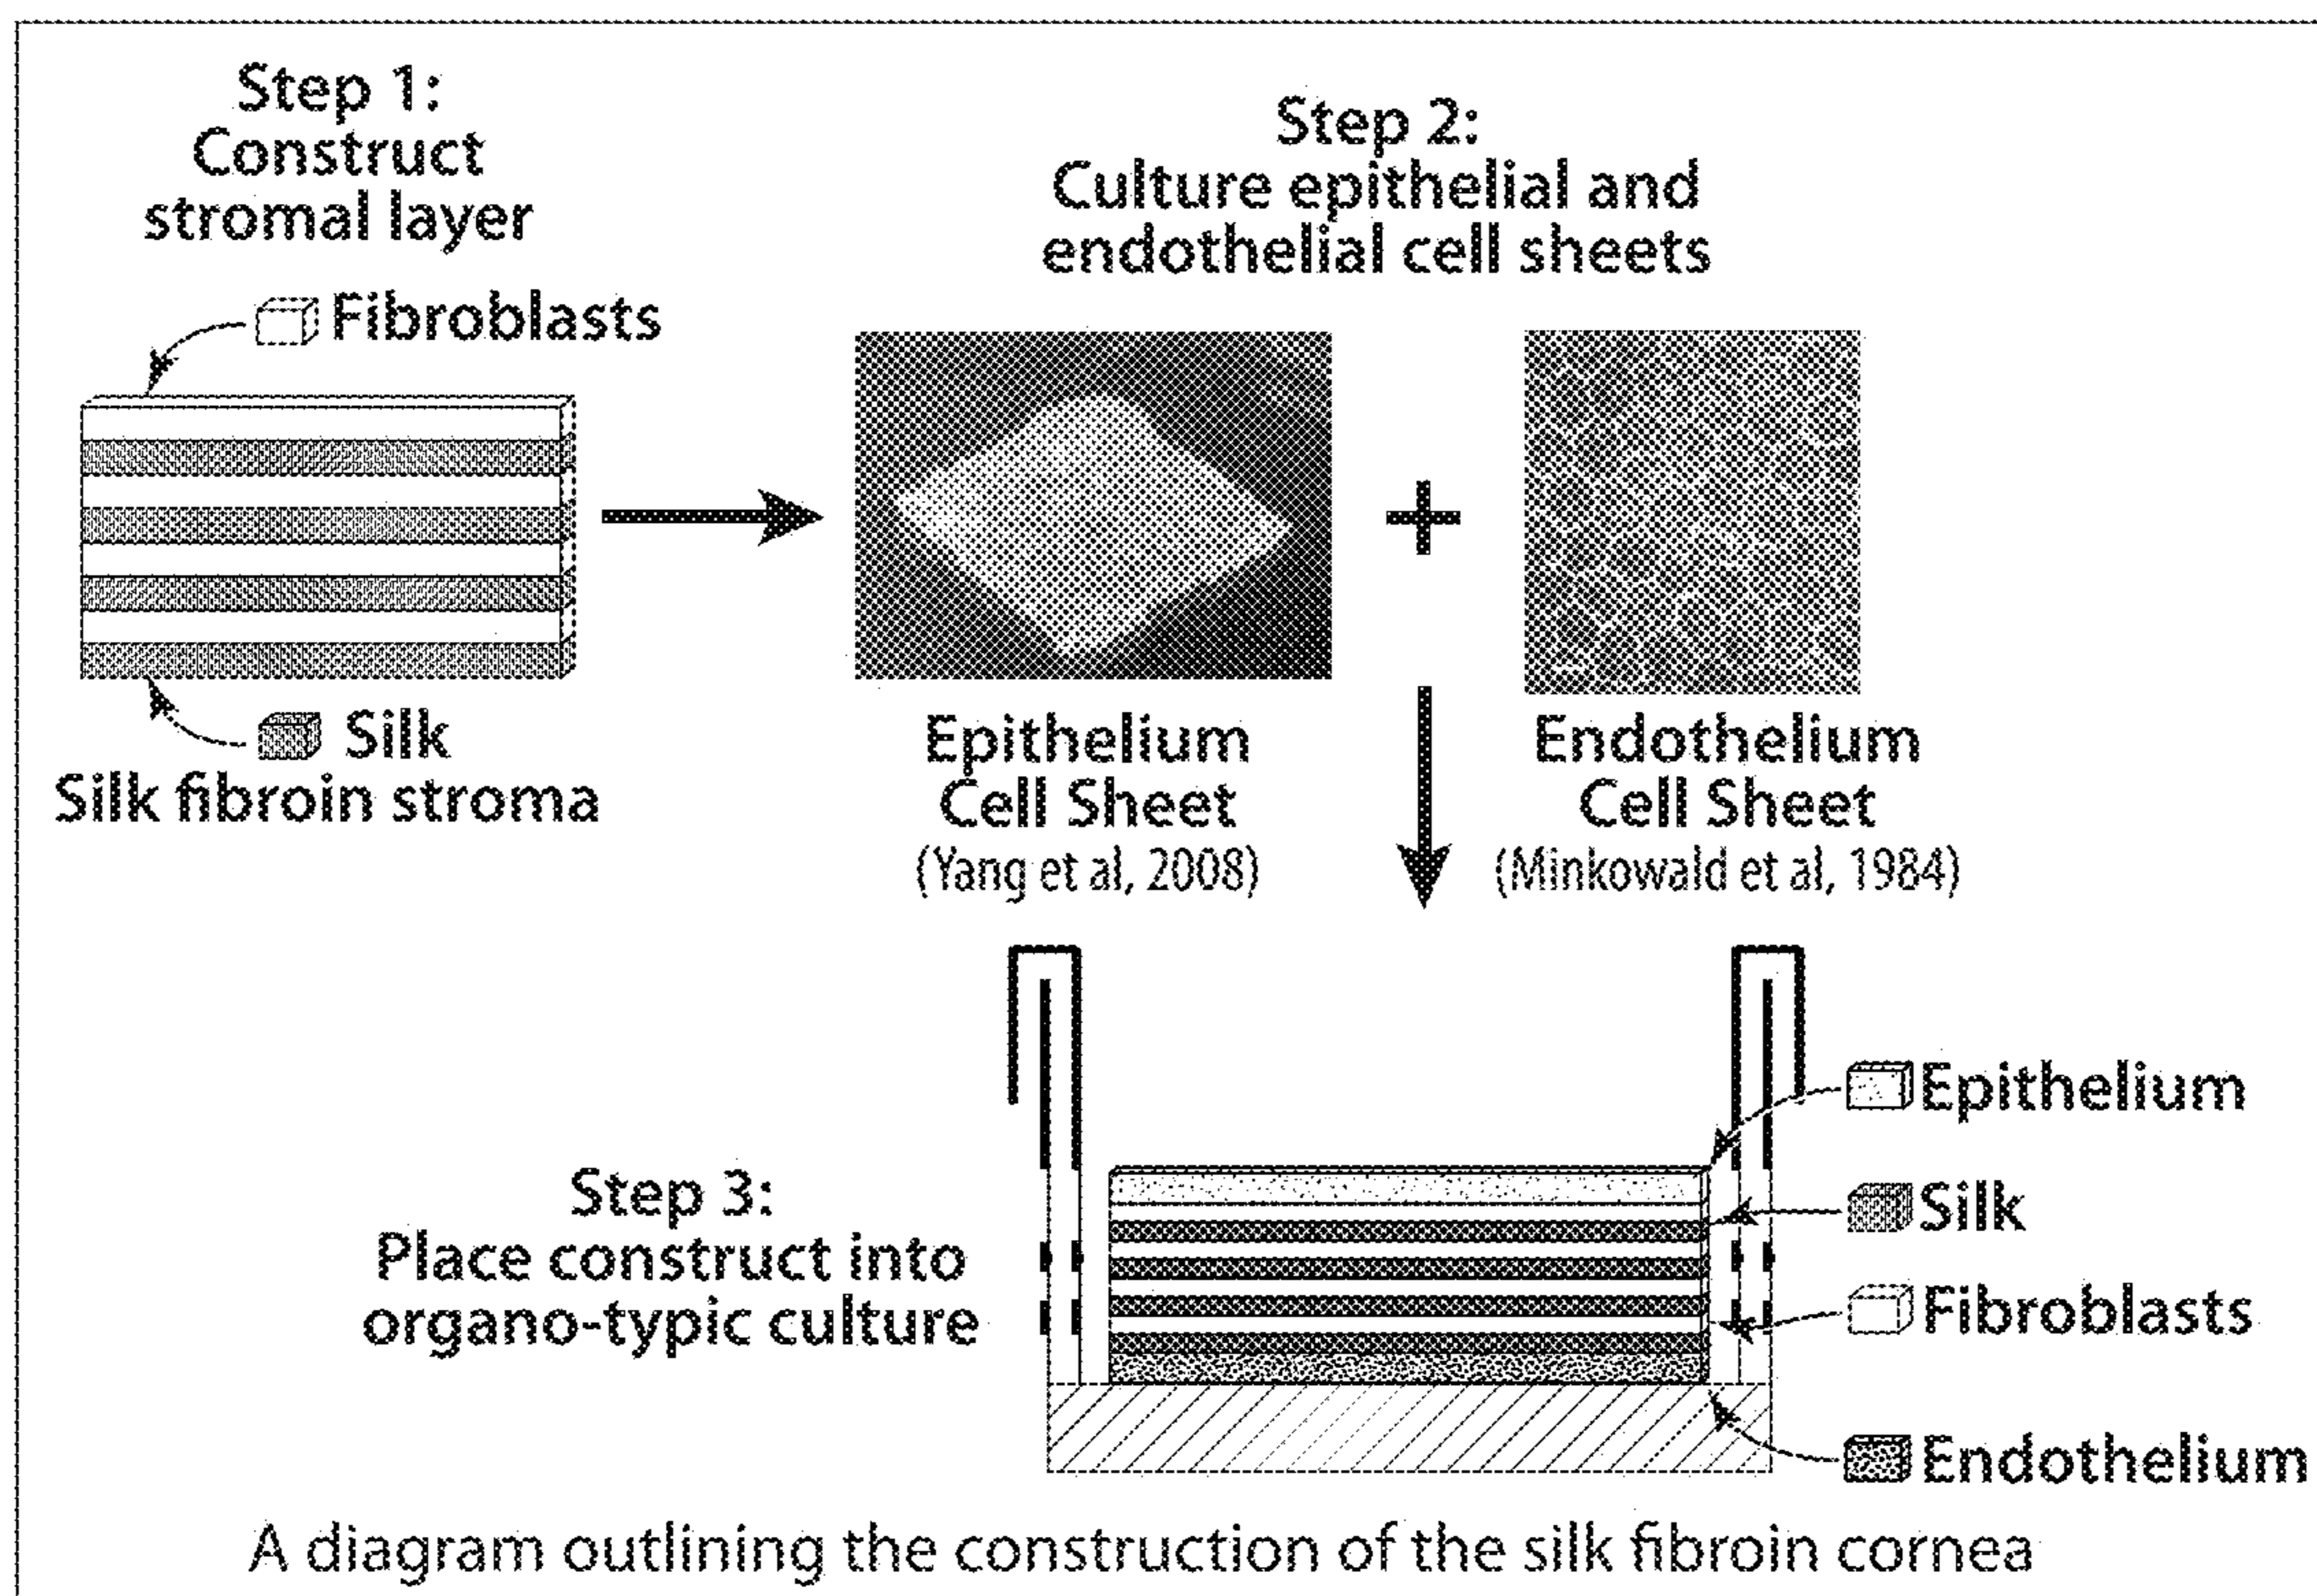 Step 1:
Construct
stromal layer
Fibroblasts
Silk
Silk fibroin stroma
Step 2:
Culture epithelial and
endothelial cell sheets
+
Epithelium
Cell Sheet
(Yang et al, 2008)
Endothelium
Cell Sheet
(Minkowald et al, 1984)
Step 3:
Place construct into
organo-typic culture
Epithelium
Silk
Fibroblasts
Endothelium
A diagram outlining the construction of the silk fibroin cornea